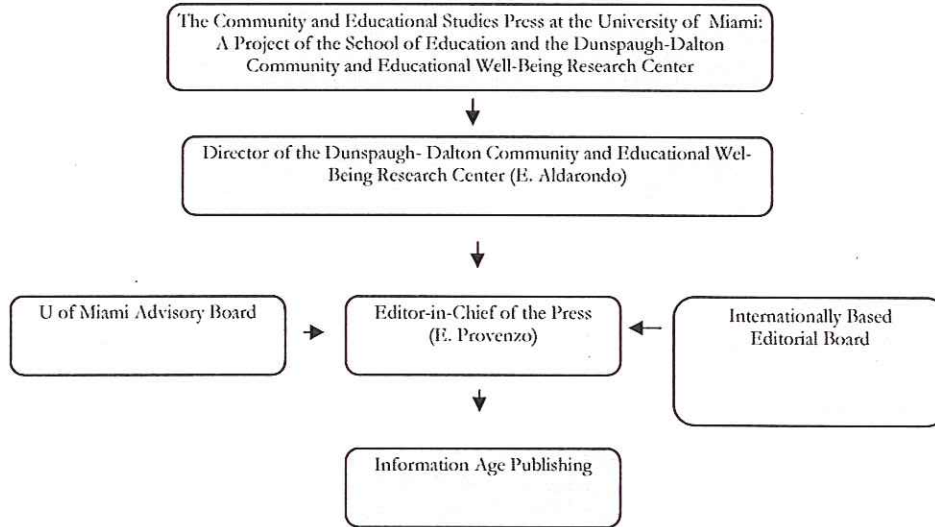 The Community and Educational Studies Press at the University of Miami:
A Project of the School of Education and the Dunspaugh-Dalton
Community and Educational Well-Being Research Center
Director of the Dunspaugh- Dalton Community and Educational Wel-
Being Research Center (E. Aldarondo)
U of Miami Advisory Board
Editor-in-Chief of the Press
(E. Provenzo)
Internationally Based
Editorial Board
Information Age Publishing